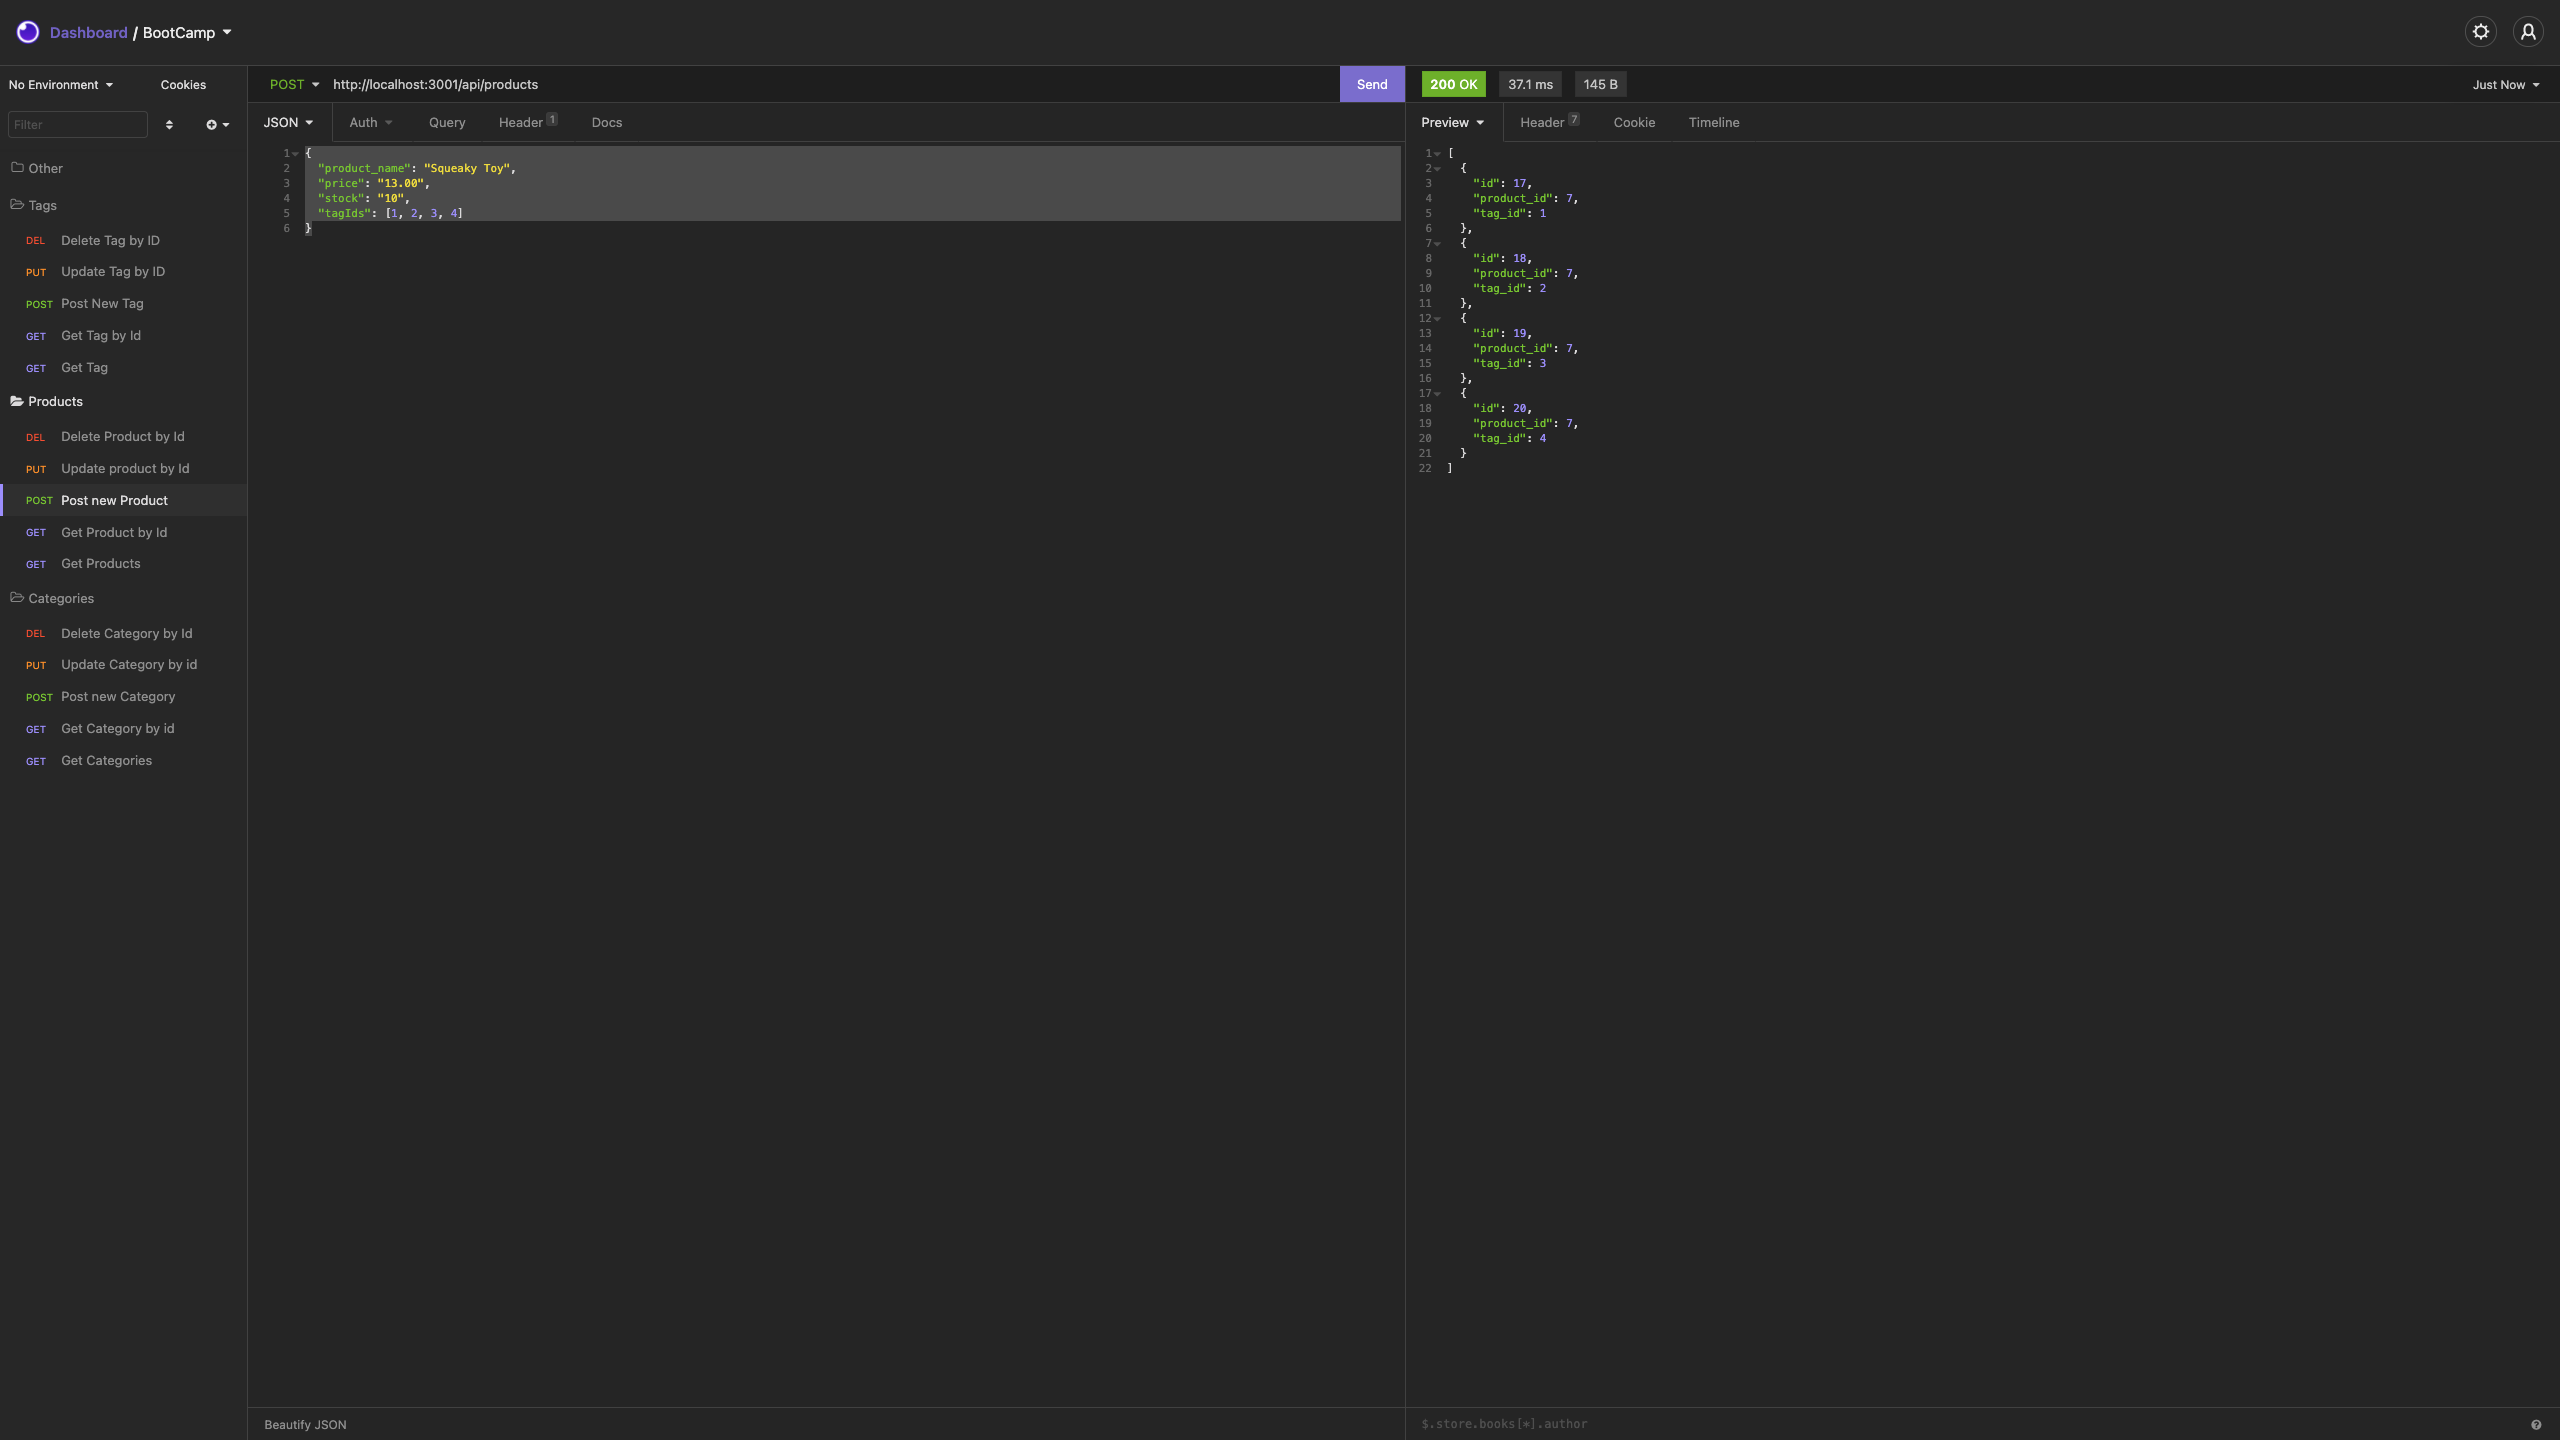 Dashboard / BootCamp
No Environment
Cookies
Filter
Other
Tags
DEL Delete Tag by ID
PUT Update Tag by ID
POST Post New Tag
GET Get Tag by Id
GET Get Tag
Products
DEL Delete Product by Id
PUT Update product by Id
POST Post new Product
GET Get Product by Id
GET Get Products
Categories
DEL Delete Category by Id
PUT Update Category by id
POST Post new Category
GET Get Category by id
GET Get Categories
POST http://localhost:3001/api/products Send
JSON Auth Query Header 1 Docs
1 {
2 "product_name": "Squeaky Toy",
3 "price": "13.00",
4 "stock": "10",
5 "tagIds": [1, 2, 3, 4]
6 }
Beautify JSON
200 OK 37.1 ms 145 B Just Now
Preview Header 7 Cookie Timeline
1 [
2 {
3 "id": 17,
4 "product_id": 7,
5 "tag_id": 1
6 },
7 {
8 "id": 18,
9 "product_id": 7,
10 "tag_id": 2
11 },
12 {
13 "id": 19,
14 "product_id": 7,
15 "tag_id": 3
16 },
17 {
18 "id": 20,
19 "product_id": 7,
20 "tag_id": 4
21 }
22 ]
$.store.books[*].author